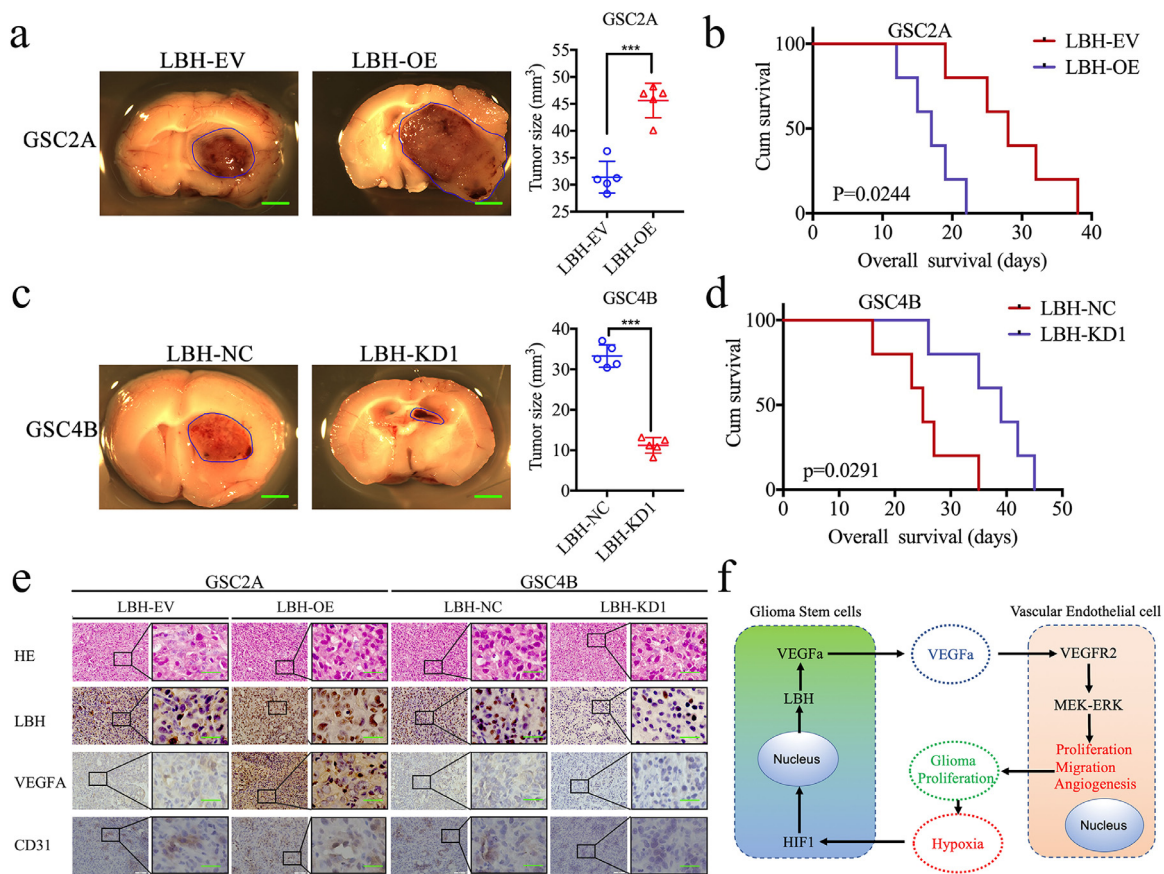 a
LBH-EV
LBH-OE
GSC2A
GSC2A
***
Tumor size (mm³)
55
50
45
40
35
30
25
LBH-EV
LBH-OE
b
GSC2A
LBH-EV
LBH-OE
Cum survival
100
50
0
P=0.0244
0
10
20
30
40
Overall survival (days)
c
LBH-NC
LBH-KD1
GSC4B
GSC4B
***
Tumor size (mm³)
40
30
20
10
0
LBH-NC
LBH-KD1
d
GSC4B
LBH-NC
LBH-KD1
Cum survival
100
50
0
p=0.0291
0
10
20
30
40
50
Overall survival (days)
e
GSC2A
GSC4B
LBH-EV
LBH-OE
LBH-NC
LBH-KD1
HE
LBH
VEGFA
CD31
f
Glioma Stem cells
Vascular Endothelial cell
VEGFa
LBH
Nucleus
HIF1
VEGFa
VEGFR2
MEK-ERK
Proliferation
Migration
Angiogenesis
Nucleus
Glioma
Proliferation
Hypoxia